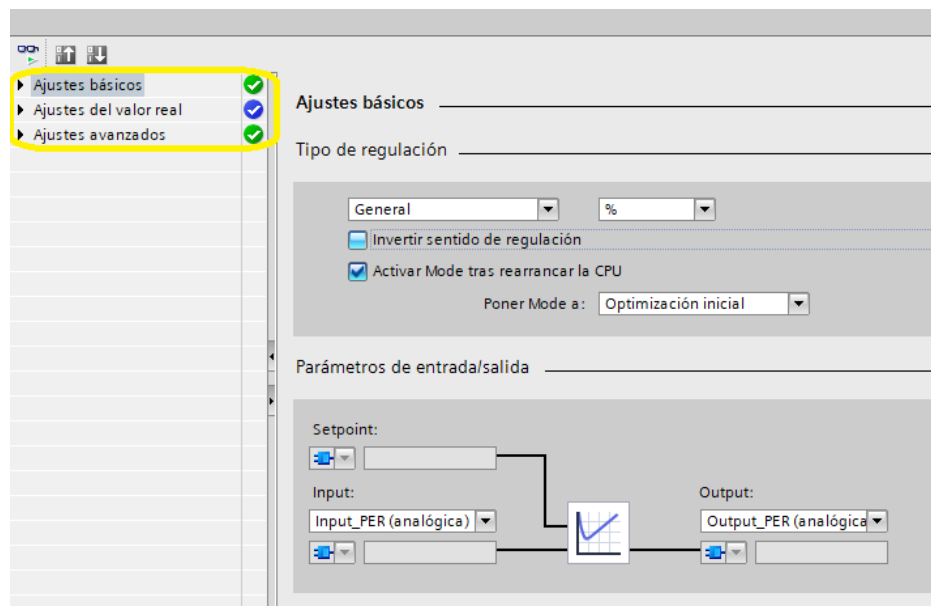 Ajustes básicos
Ajustes del valor real
Ajustes avanzados
Ajustes básicos
Tipo de regulación
General %
Invertir sentido de regulación
Activar Mode tras rearrancar la CPU
Poner Mode a: Optimización inicial
Parámetros de entrada/salida
Setpoint:
Input: Output:
Input_PER (analógica) Output_PER (analógica